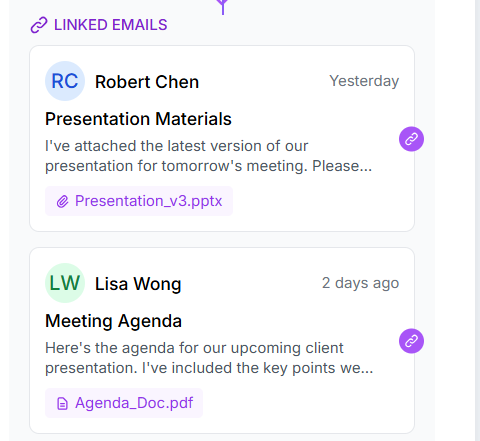 LINKED EMAILS
RC Robert Chen Yesterday
Presentation Materials
I've attached the latest version of our
presentation for tomorrow's meeting. Please...
Presentation_v3.pptx
LW Lisa Wong 2 days ago
Meeting Agenda
Here's the agenda for our upcoming client
presentation. I've included the key points we...
Agenda_Doc.pdf